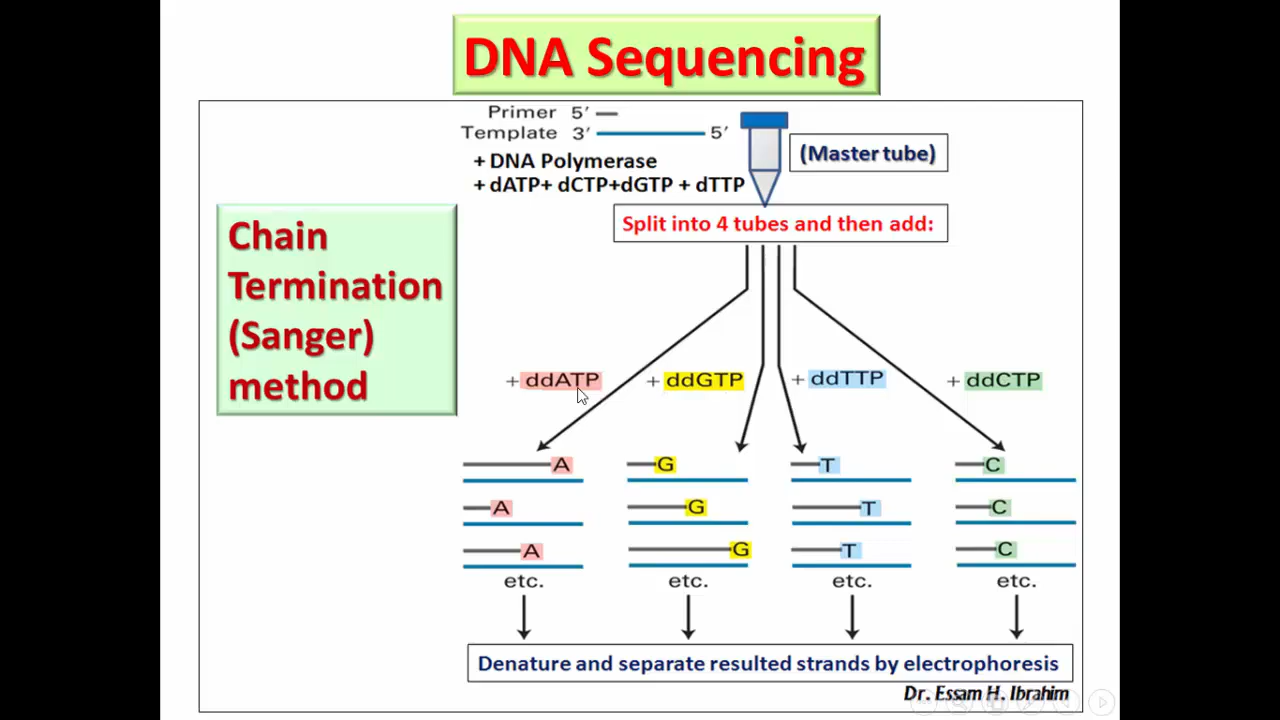 DNA Sequencing
Primer 5′
Template 3′ 5′
(Master tube)
+ DNA Polymerase
+ dATP+ dCTP+dGTP + dTTP
Split into 4 tubes and then add:
Chain
Termination
(Sanger)
method
+ ddATP + ddGTP + ddTTP + ddCTP
A G T C
A G T C
A G T C
etc. etc. etc. etc.
Denature and separate resulted strands by electrophoresis
Dr. Essam H. Ibrahim